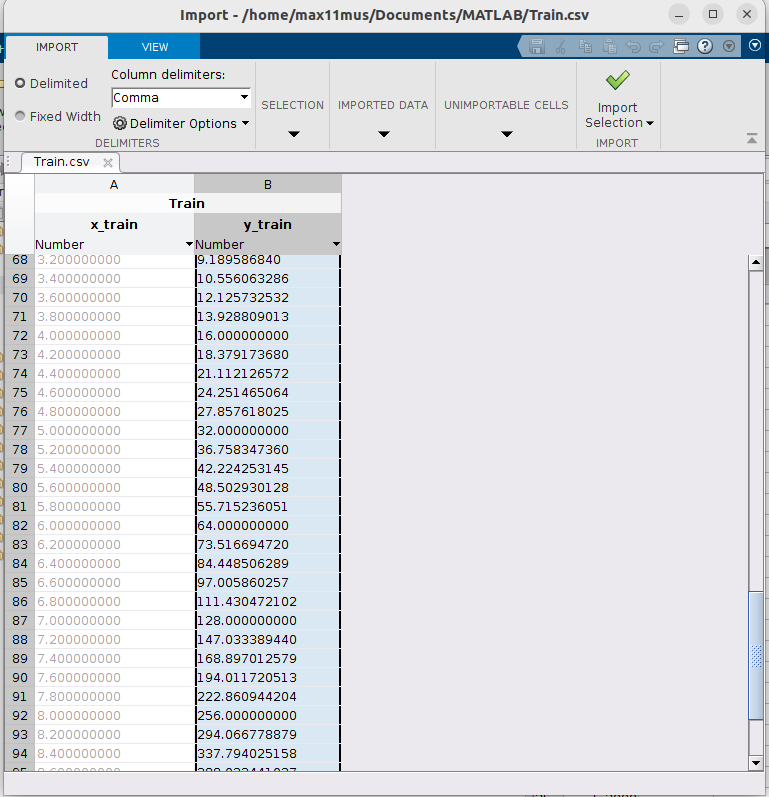 Import - /home/max11mus/Documents/MATLAB/Train.csv
IMPORT VIEW
Delimited
Fixed Width
Column delimiters:
Comma
Delimiter Options
DELIMITERS
SELECTION
IMPORTED DATA
UNIMPORTABLE CELLS
Import
Selection
IMPORT
Train.csv
A B
Train
x_train y_train
Number Number
68 3.200000000 9.189586840
69 3.400000000 10.556063286
70 3.600000000 12.125732532
71 3.800000000 13.928809013
72 4.000000000 16.000000000
73 4.200000000 18.379173680
74 4.400000000 21.112126572
75 4.600000000 24.251465064
76 4.800000000 27.857618025
77 5.000000000 32.000000000
78 5.200000000 36.758347360
79 5.400000000 42.224253145
80 5.600000000 48.502930128
81 5.800000000 55.715236051
82 6.000000000 64.000000000
83 6.200000000 73.516694720
84 6.400000000 84.448506289
85 6.600000000 97.005860257
86 6.800000000 111.430472102
87 7.000000000 128.000000000
88 7.200000000 147.033389440
89 7.400000000 168.897012579
90 7.600000000 194.011720513
91 7.800000000 222.860944204
92 8.000000000 256.000000000
93 8.200000000 294.066778879
94 8.400000000 337.794025158